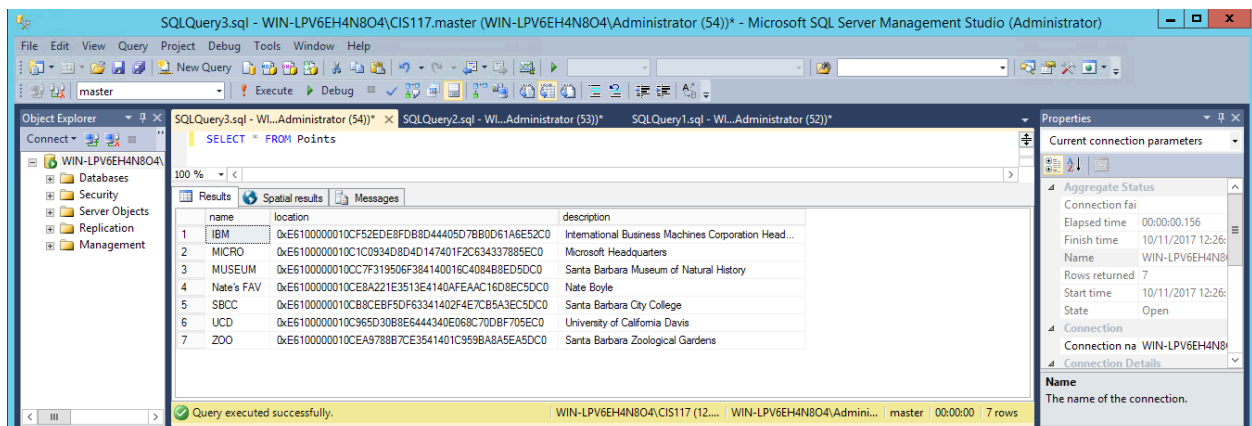 SQLQuery3.sql - WIN-LPV6EH4N8O4\CIS117.master (WIN-LPV6EH4N8O4\Administrator (54))* - Microsoft SQL Server Management Studio (Administrator)
File Edit View Query Project Debug Tools Window Help
New Query
master Execute Debug
Object Explorer SQLQuery3.sql - WI...Administrator (54))* SQLQuery2.sql - WI...Administrator (53))* SQLQuery1.sql - WI...Administrator (52))* Properties
Connect SELECT * FROM Points Current connection parameters
WIN-LPV6EH4N8O4\
Databases 100 %
Security Results Spatial results Messages Aggregate Status
Server Objects name location description Connection fai
Replication 1 IBM 0xE6100000010CF52EDE8FDB8D44405D7BB0D61A6E52C0 International Business Machines Corporation Head... Elapsed time 00:00:00.156
Management 2 MICRO 0xE6100000010C1C0934D8D4D147401F2C634337885EC0 Microsoft Headquarters Finish time 10/11/2017 12:26:
3 MUSEUM 0xE6100000010CC7F319506F384140016C4084B8ED5DC0 Santa Barbara Museum of Natural History Name WIN-LPV6EH4N8
4 Nate's FAV 0xE6100000010CE8A221E3513E4140AFEAAC16D8EC5DC0 Nate Boyle Rows returned 7
5 SBCC 0xE6100000010CB8CEBF5DF63341402F4E7CB5A3EC5DC0 Santa Barbara City College Start time 10/11/2017 12:26:
6 UCD 0xE6100000010C965D30B8E6444340E068C70DBF705EC0 University of California Davis State Open
7 ZOO 0xE6100000010CEA9788B7CE3541401C959BA8A5EA5DC0 Santa Barbara Zoological Gardens Connection
Connection na WIN-LPV6EH4N8
Connection Details
Name
The name of the connection.
Query executed successfully. WIN-LPV6EH4N8O4\CIS117 (12.... WIN-LPV6EH4N8O4\Admini... master 00:00:00 7 rows